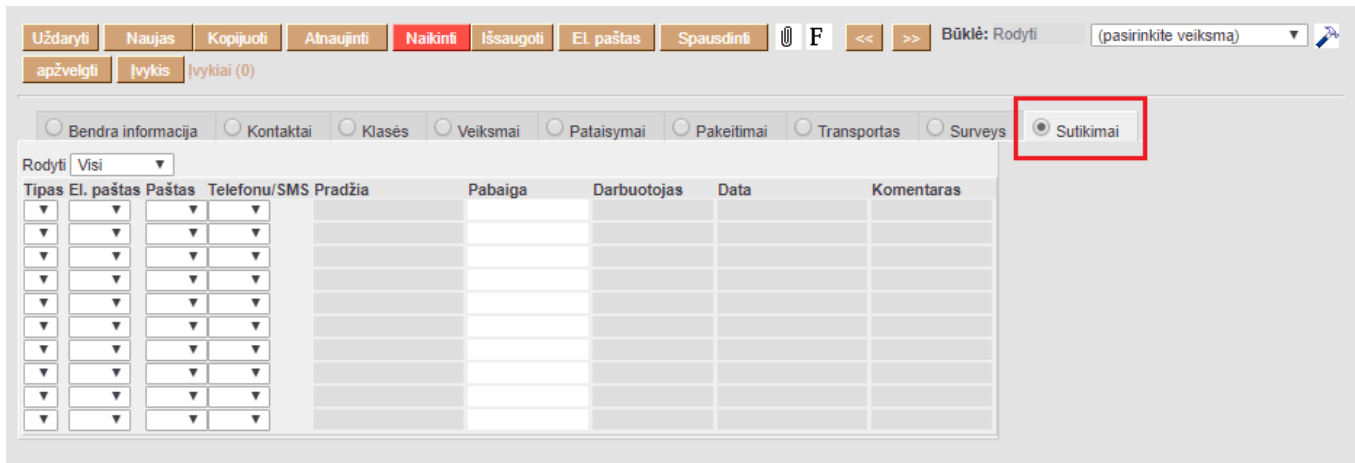 Uždaryti Naujas Kopijuoti Atnaujinti Naikinti Išsaugoti El. paštas Spausdinti F << >> Būklė: Rodyti (pasirinkite veiksmą)
apžvelgti Įvykis Įvykiai (0)
Bendra informacija Kontaktai Klasės Veiksmai Pataisymai Pakeitimai Transportas Surveys Sutikimai
Rodyti Visi
Tipas El. paštas Paštas Telefonu/SMS Pradžia Pabaiga Darbuotojas Data Komentaras